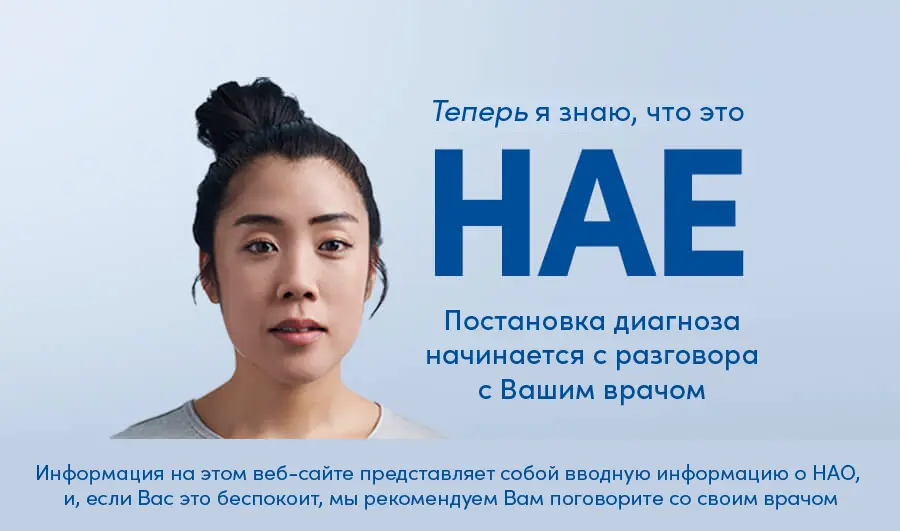 Теперь я знаю, что это
HAE
Постановка диагноза
начинается с разговора
с Вашим врачом
Информация на этом веб-сайте представляет собой вводную информацию о НАО,
и, если Вас это беспокоит, мы рекомендуем Вам поговорите со своим врачом